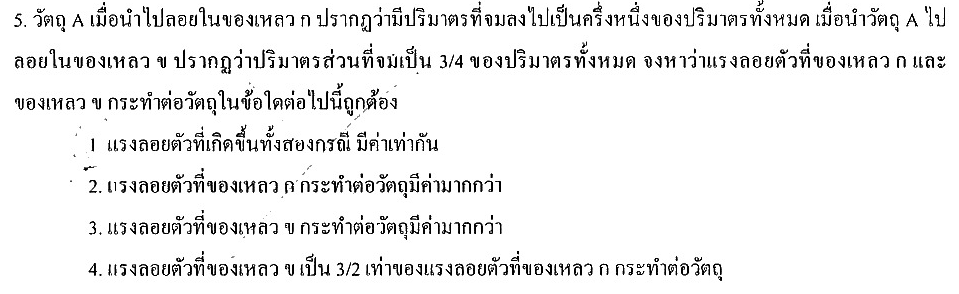 5. วัตถุ A เมื่อนำไปลอยในของเหลว ก ปรากฏว่ามีปริมาตรที่จมลงไปเป็นครึ่งหนึ่งของปริมาตรทั้งหมด เมื่อนำวัตถุ A ไป
ลอยในของเหลว ข ปรากฏว่าปริมาตรส่วนที่จมเป็น 3/4 ของปริมาตรทั้งหมด จงหาว่าแรงลอยตัวที่ของเหลว ก และ
ของเหลว ข กระทำต่อวัตถุในข้อใดต่อไปนี้ถูกต้อง
1 แรงลอยตัวที่เกิดขึ้นทั้งสองกรณี มีค่าเท่ากัน
2. แรงลอยตัวที่ของเหลว ก กระทำต่อวัตถุมีค่ามากกว่า
3. แรงลอยตัวที่ของเหลว ข กระทำต่อวัตถุมีค่ามากกว่า
4. แรงลอยตัวที่ของเหลว ข เป็น 3/2 เท่าของแรงลอยตัวที่ของเหลว ก กระทำต่อวัตถุ